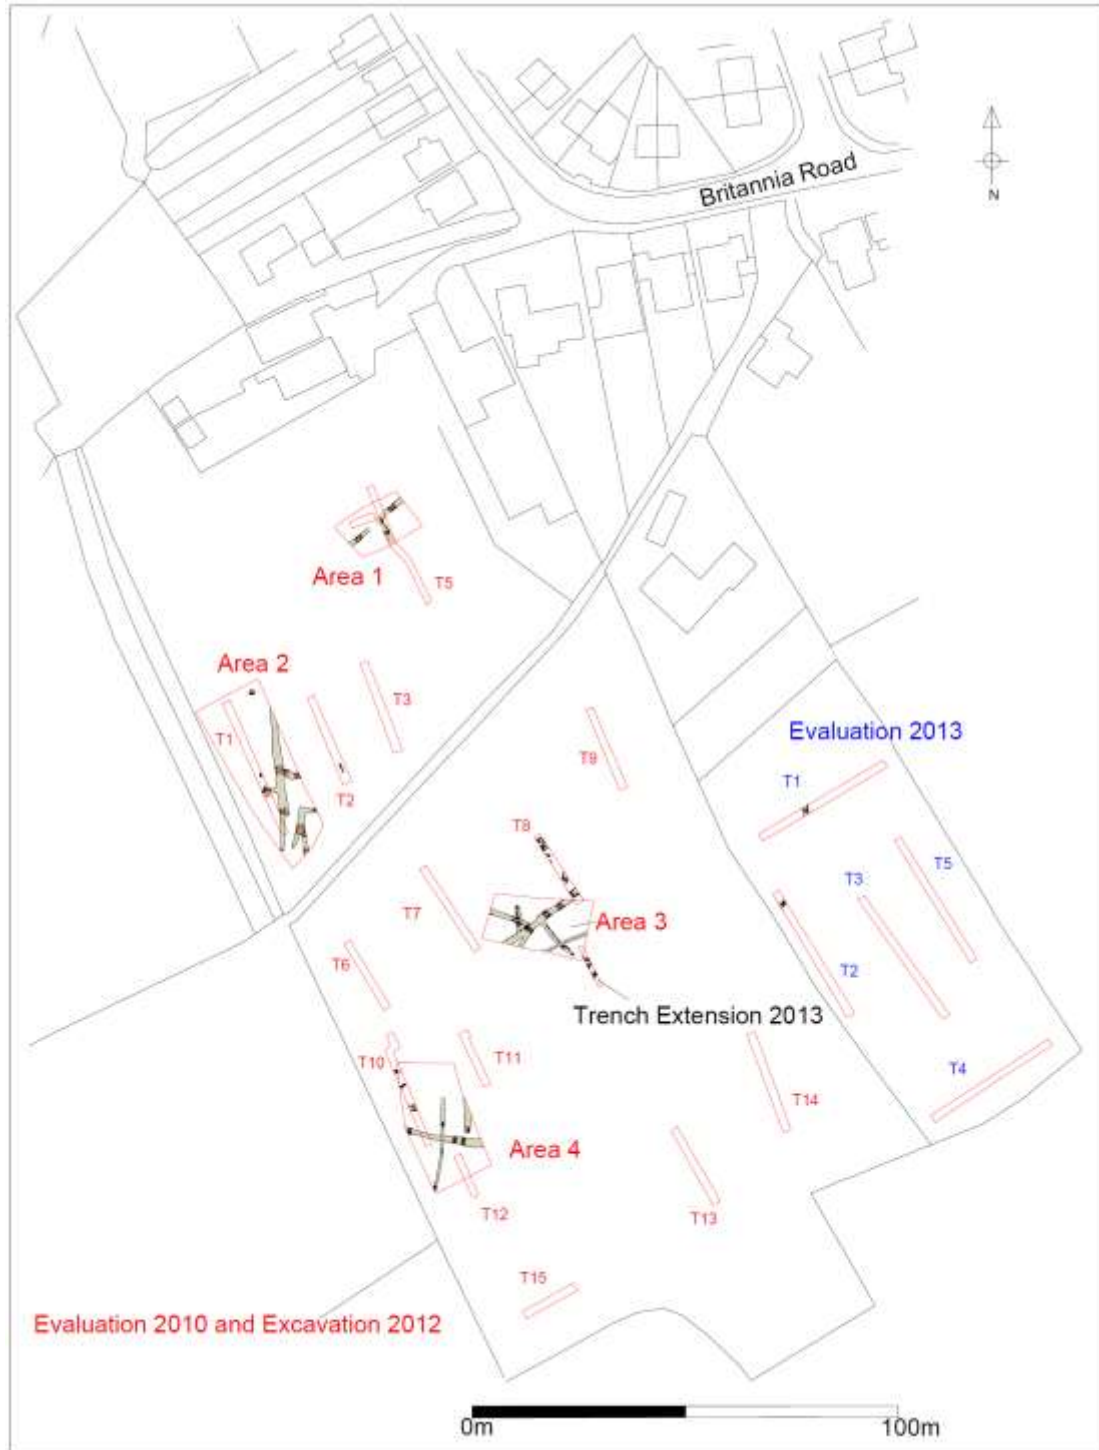 Britannia Road
N
Area 1
T5
Area 2
T1
T2
T3
T9
Evaluation 2013
T1
T8
T3
T5
T7
Area 3
T6
T2
Trench Extension 2013
T10
T11
T4
T14
Area 4
T12
T13
T15
Evaluation 2010 and Excavation 2012
0m
100m